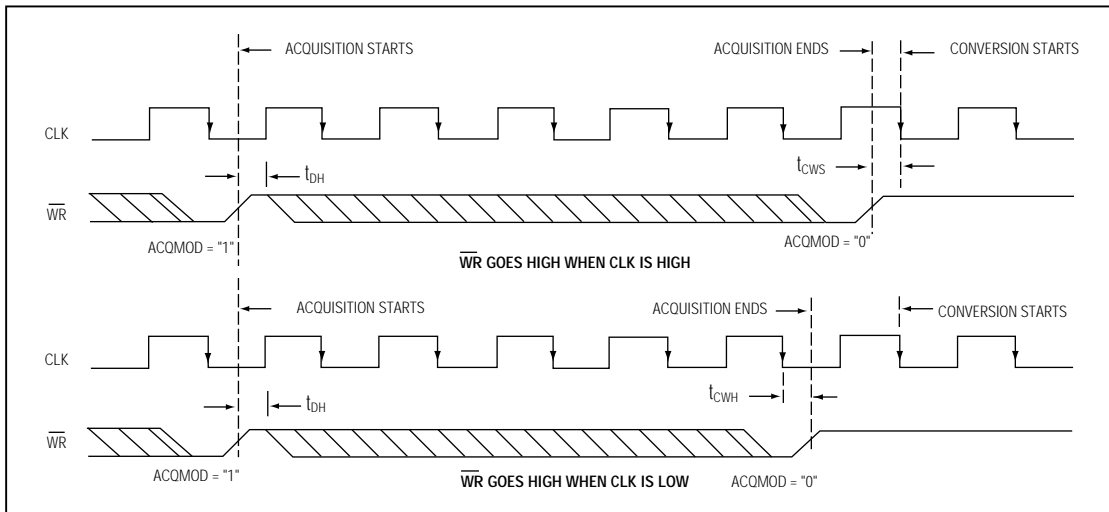 ACQUISITION STARTS
ACQUISITION ENDS
CONVERSION STARTS
CLK
tDH
tCWS
WR
ACQMOD = "1"
ACQMOD = "0"
WR GOES HIGH WHEN CLK IS HIGH
ACQUISITION STARTS
ACQUISITION ENDS
CONVERSION STARTS
CLK
tDH
tCWH
WR
ACQMOD = "1"
WR GOES HIGH WHEN CLK IS LOW
ACQMOD = "0"